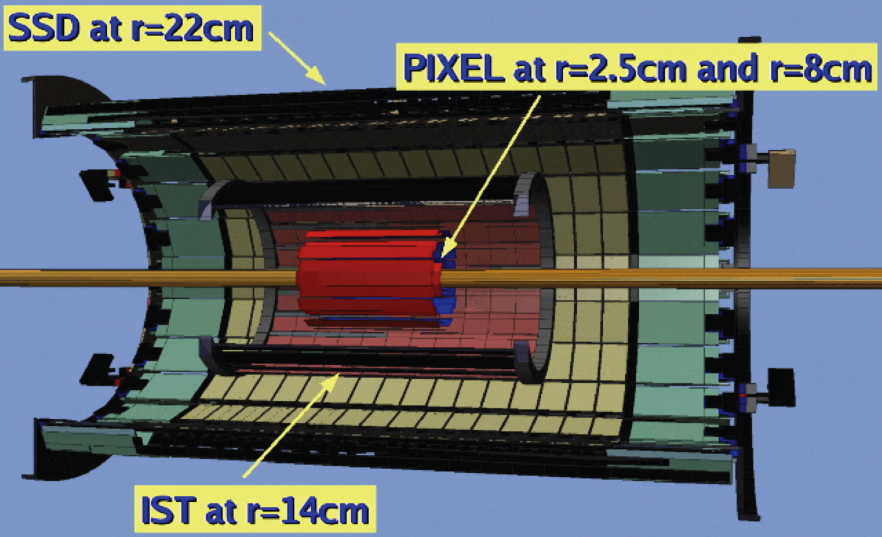 SSD at r=22cm
PIXEL at r=2.5cm and r=8cm
IST at r=14cm